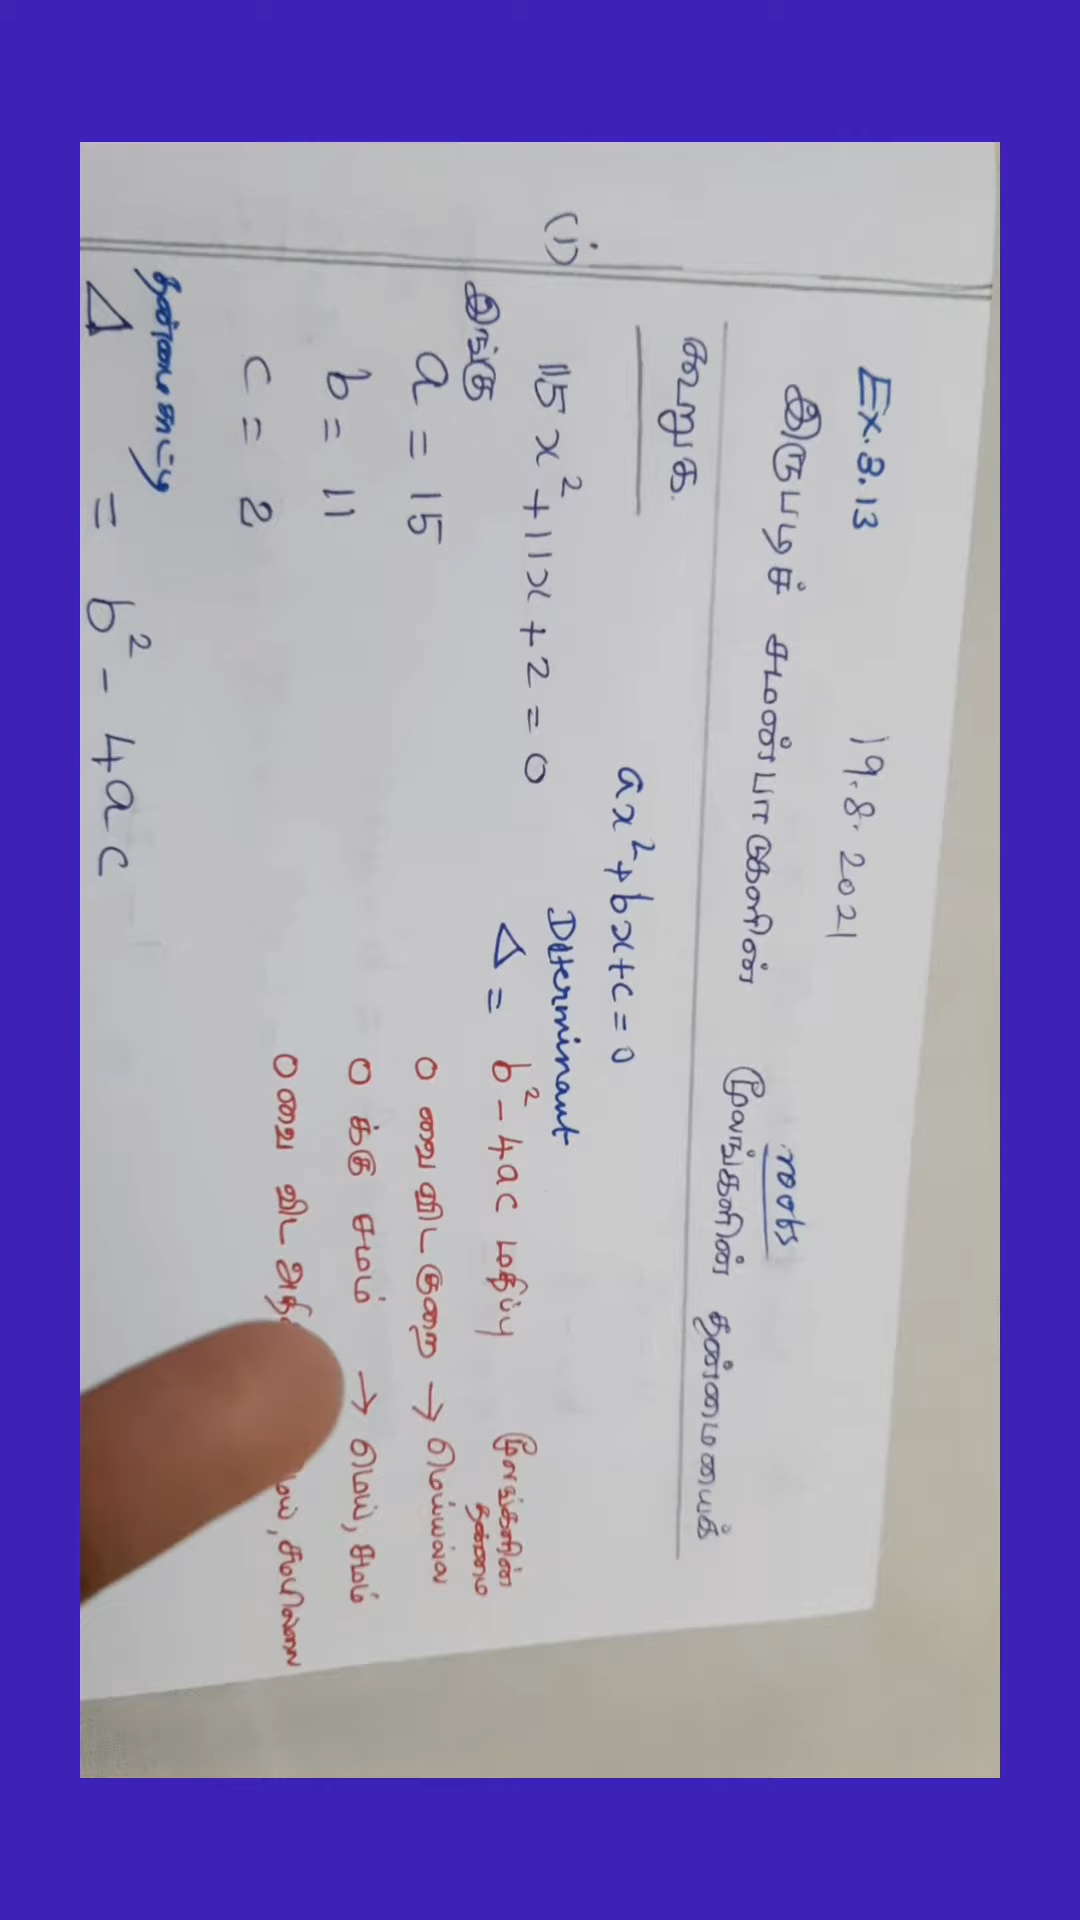 Ex.3.13 19.8.2021
roots
இருபடிச் சமன்பாடுகளின் மூலங்களின் தன்மையைக்
கூறுக.
ax² + bx + c = 0
(i) 15x² + 11x + 2 = 0 Determinant
இங்கு Δ = b² - 4ac மதிப்பு மூலங்களின் தன்மை
a = 15 0 வைவிட குறை → மெய்யல்ல
b = 11 0 க்கு சமம் → மெய், சமம்
c = 2 0 வை விட சமமில்லை
தன்மைகாட்டி
Δ = b² - 4ac